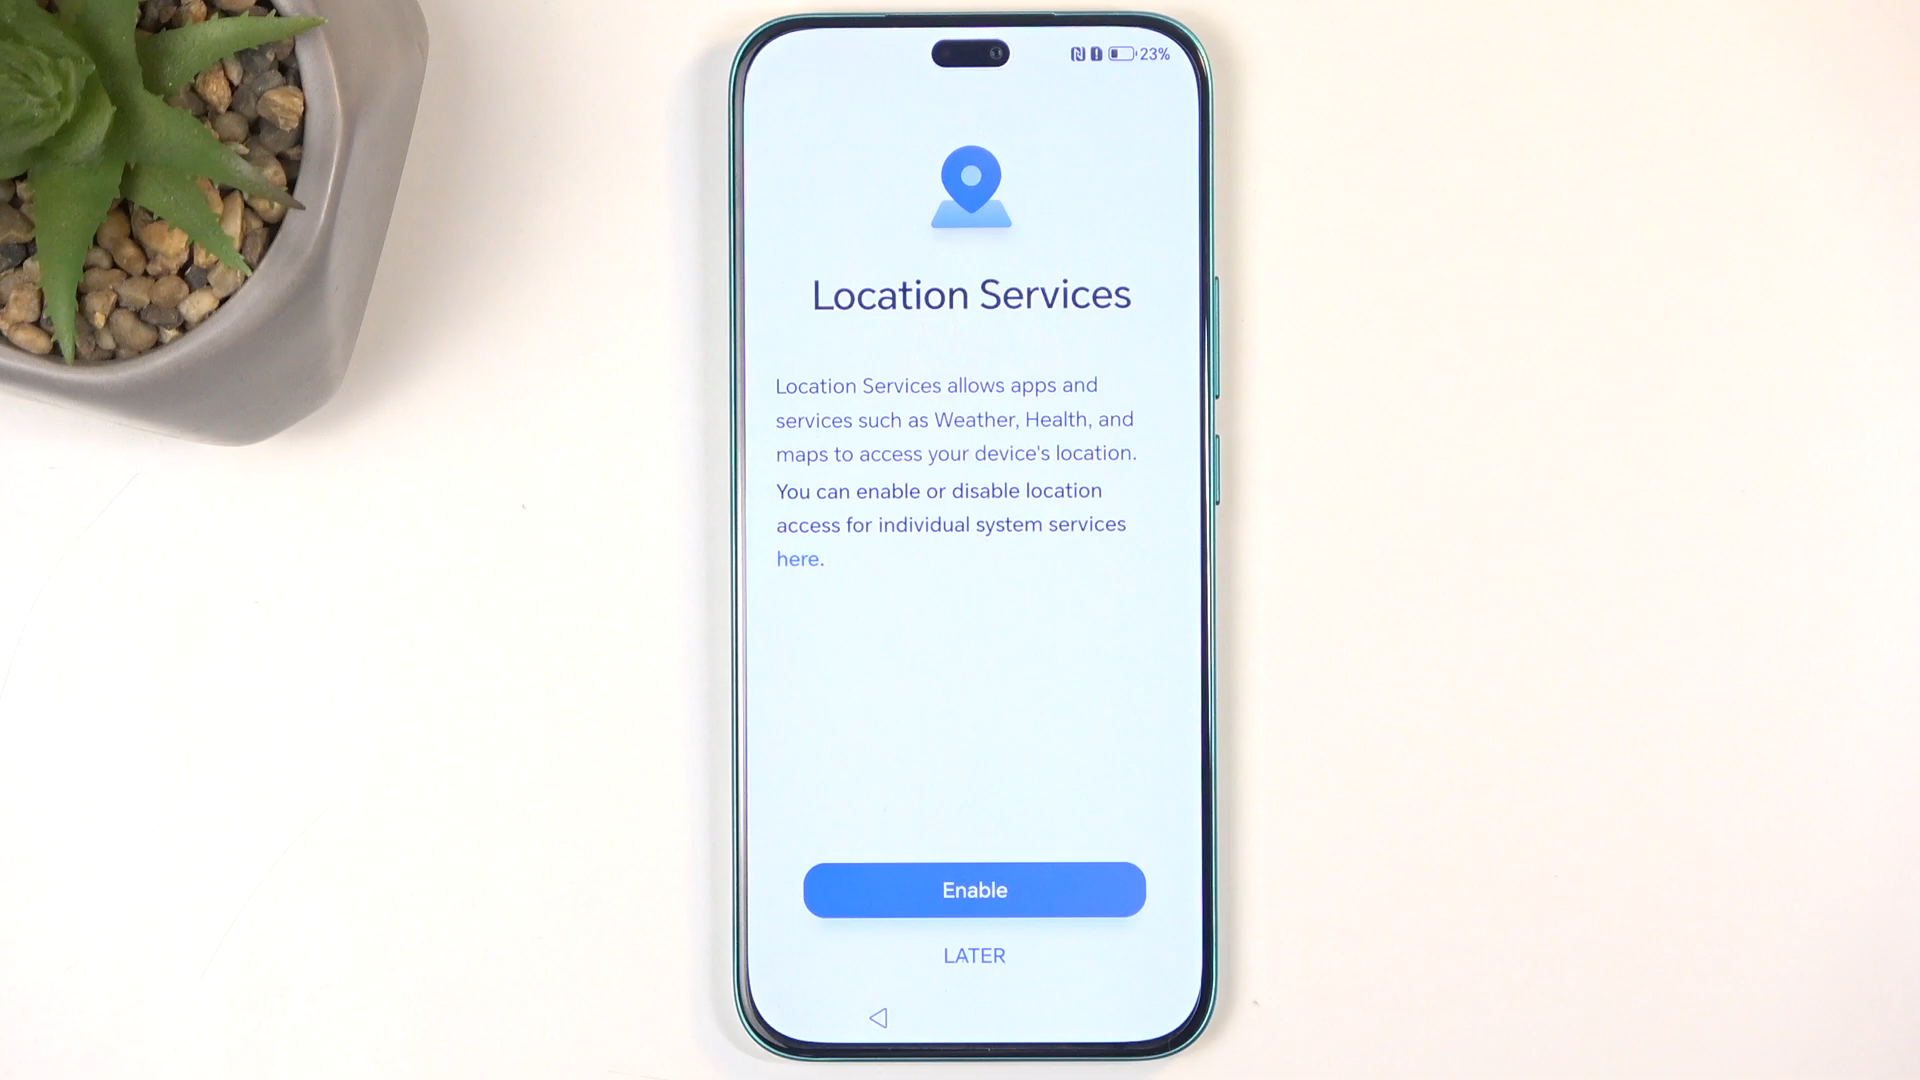 23%
Location Services
Location Services allows apps and
services such as Weather, Health, and
maps to access your device's location.
You can enable or disable location
access for individual system services
here.
Enable
LATER